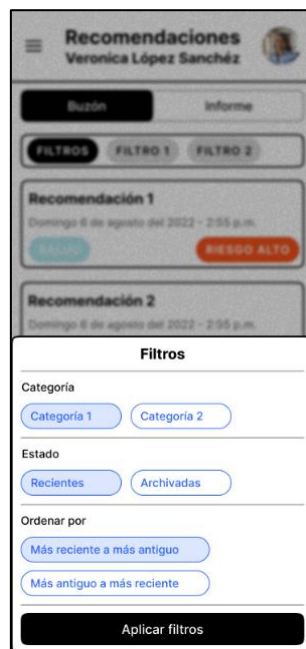 Recomendaciones
Veronica López Sanchéz
Buzón Informe
FILTROS FILTRO 1 FILTRO 2
Recomendación 1
Domingo 6 de agosto del 2022 - 2:55 p.m.
SALUD RIESGO ALTO
Recomendación 2
Domingo 6 de agosto del 2022 - 2:55 p.m.
Filtros
Categoría
Categoría 1 Categoría 2
Estado
Recientes Archivadas
Ordenar por
Más reciente a más antiguo
Más antiguo a más reciente
Aplicar filtros